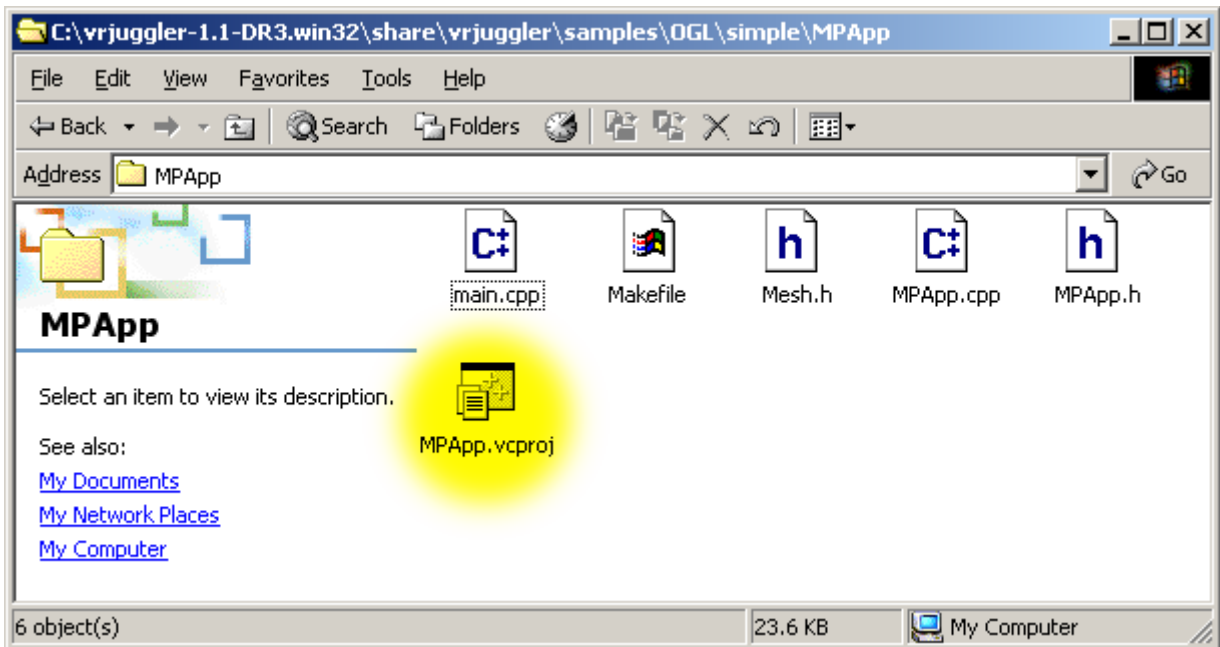 C:\vrjuggler-1.1-DR3.win32\share\vrjuggler\samples\OGL\simple\MPApp
File Edit View Favorites Tools Help
Back Search Folders
Address MPApp Go
C++ h C++ h
main.cpp Makefile Mesh.h MPApp.cpp MPApp.h
MPApp
Select an item to view its description.
MPApp.vcproj
See also:
My Documents
My Network Places
My Computer
6 object(s) 23.6 KB My Computer